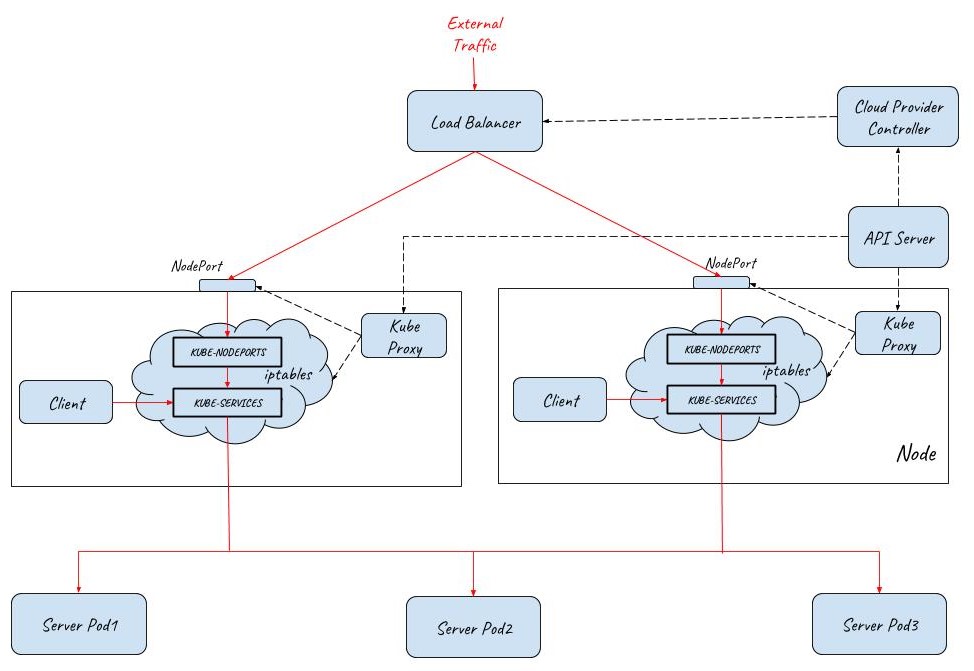 External
Traffic
Load Balancer
Cloud Provider
Controller
API Server
NodePort
NodePort
Kube
Proxy
Kube
Proxy
KUBE-NODEPORTS
iptables
KUBE-SERVICES
Client
KUBE-NODEPORTS
iptables
KUBE-SERVICES
Client
Node
Server Pod1
Server Pod2
Server Pod3